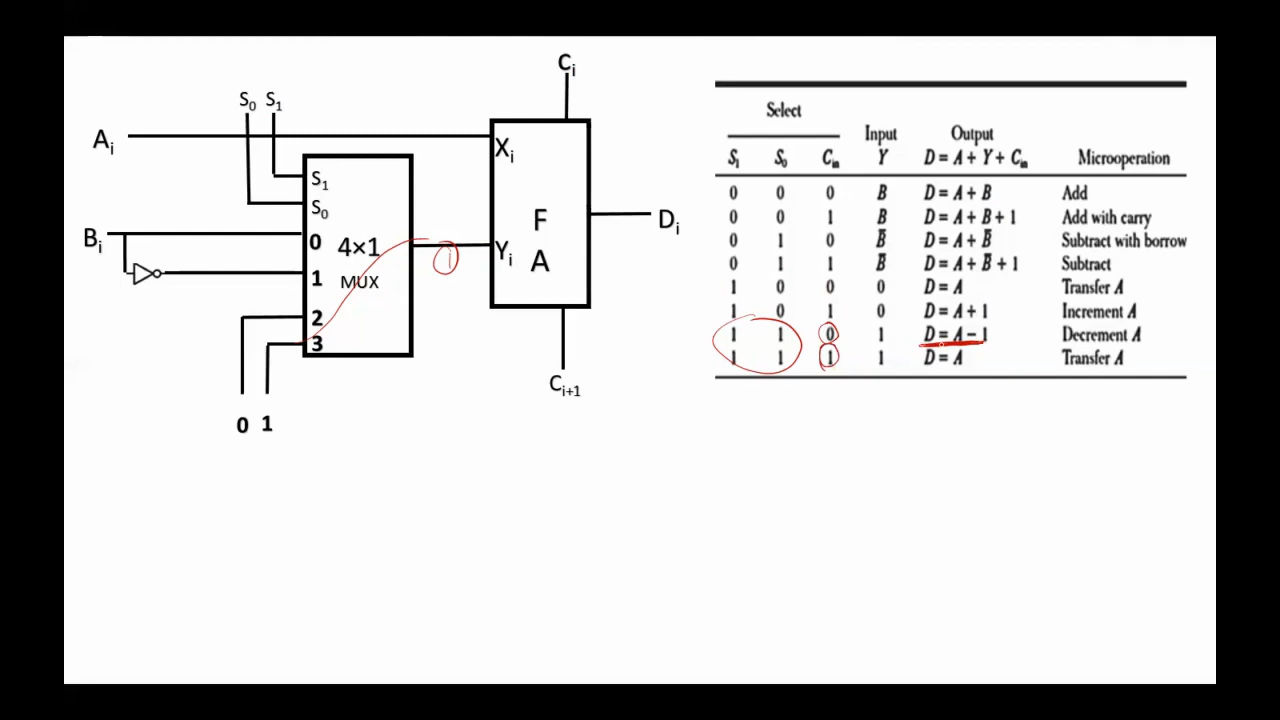 S₀ S₁
Aᵢ
Bᵢ
S₁
S₀
0
1
2
3
4×1
MUX
0 1
i
Cᵢ
Xᵢ
Yᵢ
F
A
Dᵢ
Cᵢ₊₁
Select
Input Output
S₁ S₀ Cᵢₙ Y D = A + Y + Cᵢₙ Microoperation
0 0 0 B D = A + B Add
0 0 1 B D = A + B + 1 Add with carry
0 1 0 B̅ D = A + B̅ Subtract with borrow
0 1 1 B̅ D = A + B̅ + 1 Subtract
1 0 0 0 D = A Transfer A
1 0 1 0 D = A + 1 Increment A
1 1 0 1 D = A − 1 Decrement A
1 1 1 1 D = A Transfer A